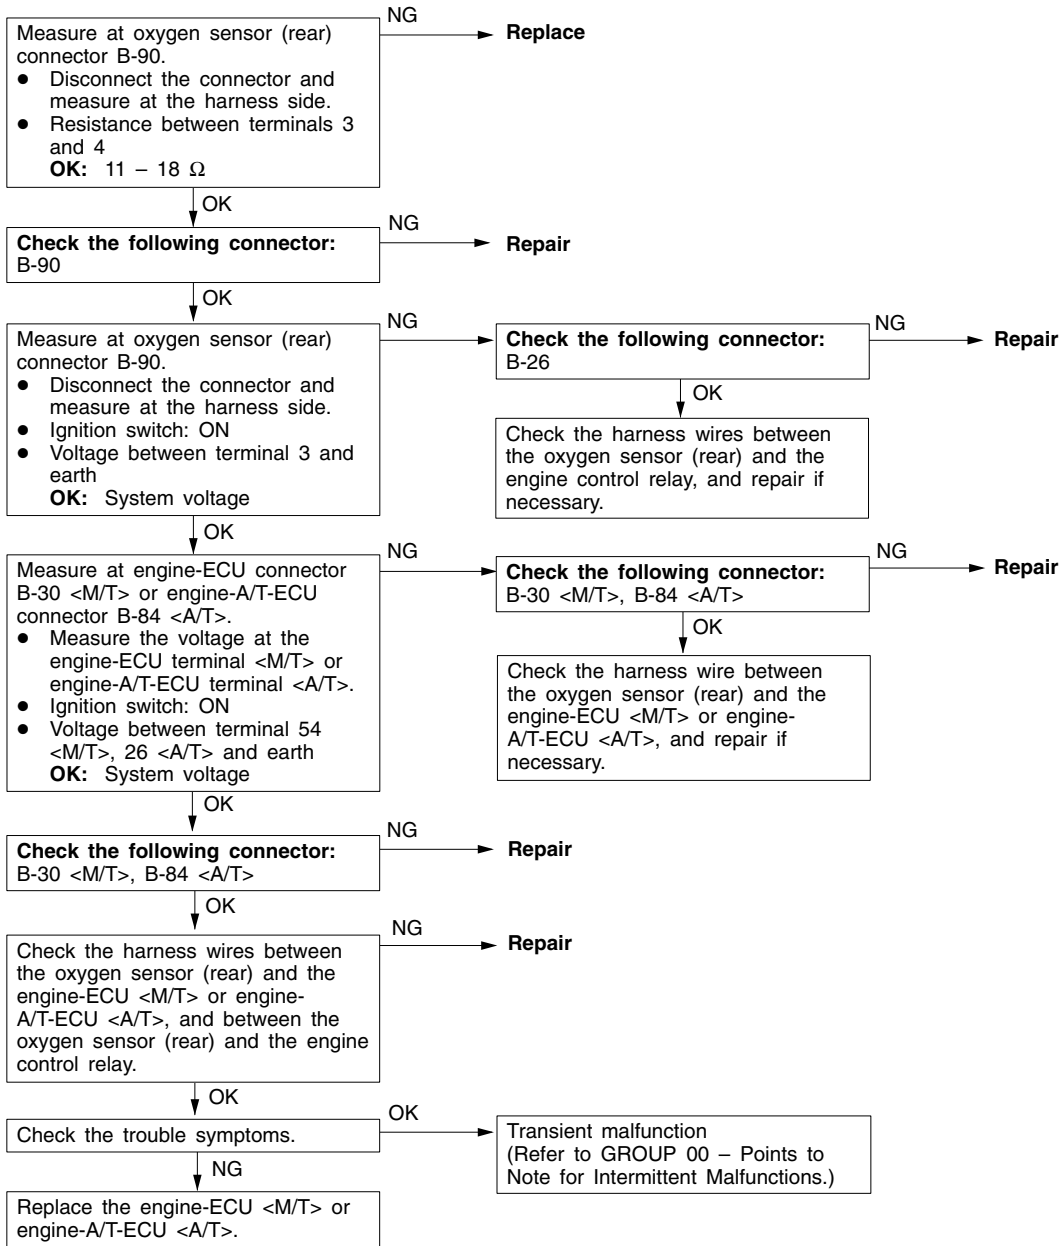 Measure at oxygen sensor (rear)
connector B-90.
● Disconnect the connector and
measure at the harness side.
● Resistance between terminals 3
and 4
OK: 11 – 18 Ω
NG
Replace
OK
Check the following connector:
B-90
NG
Repair
OK
Measure at oxygen sensor (rear)
connector B-90.
● Disconnect the connector and
measure at the harness side.
● Ignition switch: ON
● Voltage between terminal 3 and
earth
OK: System voltage
NG
Check the following connector:
B-26
NG
Repair
OK
Check the harness wires between
the oxygen sensor (rear) and the
engine control relay, and repair if
necessary.
OK
Measure at engine-ECU connector
B-30 <M/T> or engine-A/T-ECU
connector B-84 <A/T>.
● Measure the voltage at the
engine-ECU terminal <M/T> or
engine-A/T-ECU terminal <A/T>.
● Ignition switch: ON
● Voltage between terminal 54
<M/T>, 26 <A/T> and earth
OK: System voltage
NG
Check the following connector:
B-30 <M/T>, B-84 <A/T>
NG
Repair
OK
Check the harness wire between
the oxygen sensor (rear) and the
engine-ECU <M/T> or engine-
A/T-ECU <A/T>, and repair if
necessary.
OK
Check the following connector:
B-30 <M/T>, B-84 <A/T>
NG
Repair
OK
Check the harness wires between
the oxygen sensor (rear) and the
engine-ECU <M/T> or engine-
A/T-ECU <A/T>, and between the
oxygen sensor (rear) and the engine
control relay.
NG
Repair
OK
Check the trouble symptoms.
OK
Transient malfunction
(Refer to GROUP 00 – Points to
Note for Intermittent Malfunctions.)
NG
Replace the engine-ECU <M/T> or
engine-A/T-ECU <A/T>.